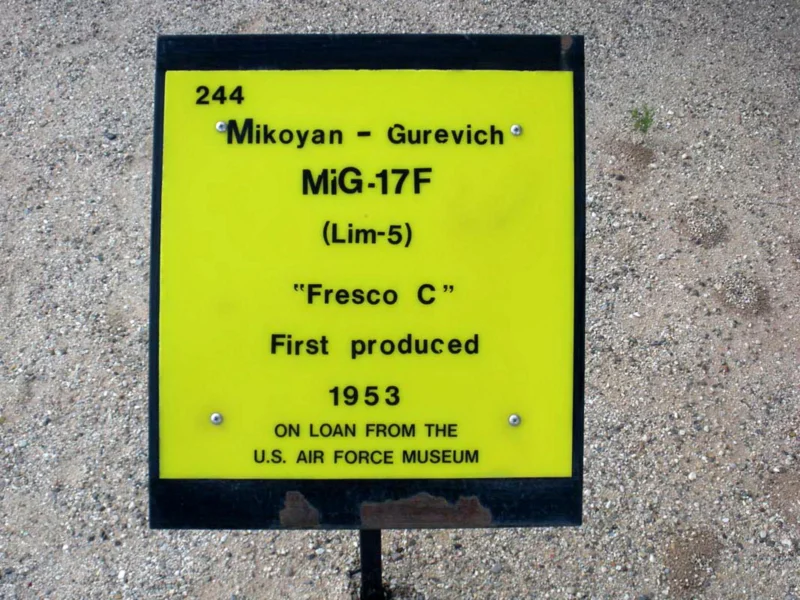 244
Mikoyan - Gurevich
MiG-17F
(Lim-5)
"Fresco C"
First produced
1953
ON LOAN FROM THE
U.S. AIR FORCE MUSEUM